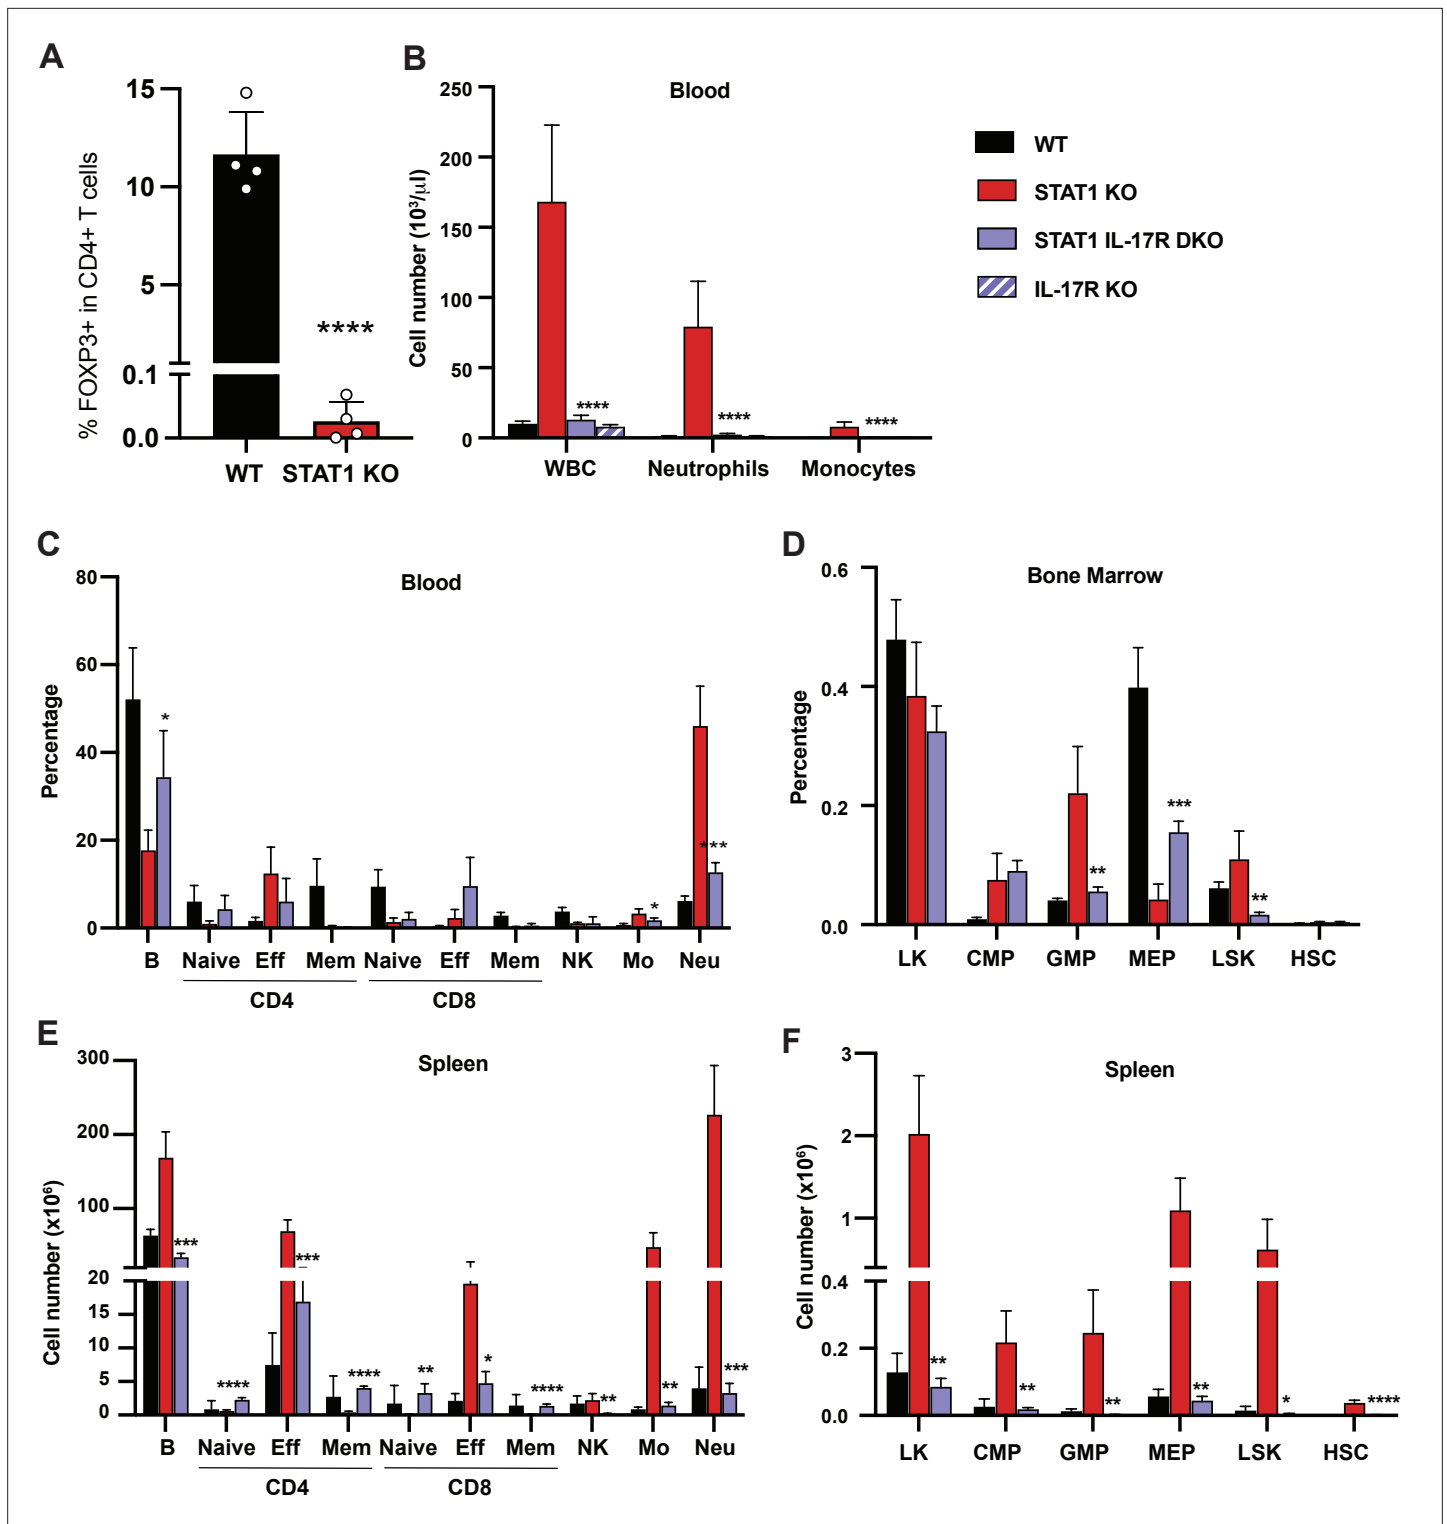 A
% FOXP3+ in CD4+ T cells
15
10
5
0.1
0.0
****
WT STAT1 KO
B
Blood
Cell number (10³/µl)
250
200
150
100
50
0
**** **** ****
WBC Neutrophils Monocytes
WT
STAT1 KO
STAT1 IL-17R DKO
IL-17R KO
C
Blood
Percentage
80
60
40
20
0
* * ***
B Naive Eff Mem Naive Eff Mem NK Mo Neu
CD4 CD8
D
Bone Marrow
Percentage
0.6
0.4
0.2
0.0
** *** **
LK CMP GMP MEP LSK HSC
E
Spleen
Cell number (x10⁶)
300
200
100
20
15
10
5
0
*** **** *** **** ** * **** ** ** ***
B Naive Eff Mem Naive Eff Mem NK Mo Neu
CD4 CD8
F
Spleen
Cell number (x10⁶)
3
2
1
0.4
0.2
0.0
** ** ** ** * ****
LK CMP GMP MEP LSK HSC